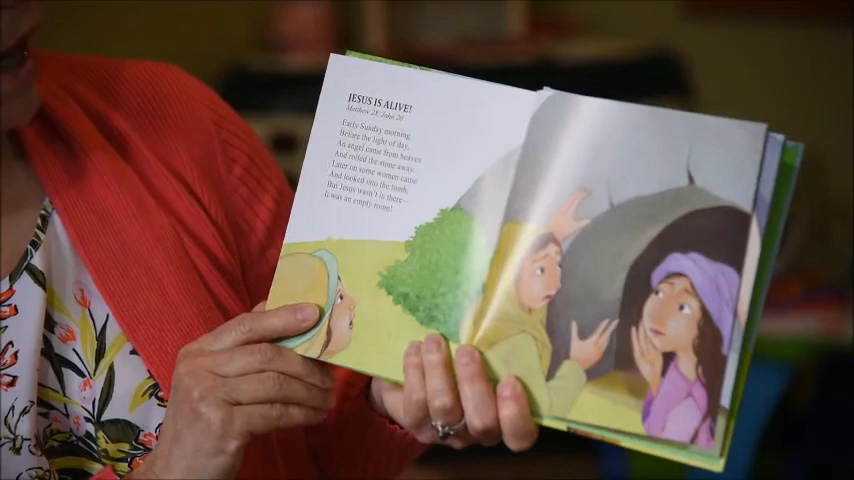 JESUS IS ALIVE!
Matthew 28, John 20
Early Sunday morning,
Before the light of day,
An angel came from heaven
And rolled the stone away.
Later on some women came
And looked into the tomb,
But Jesus wasn't in there—
It was an empty room!